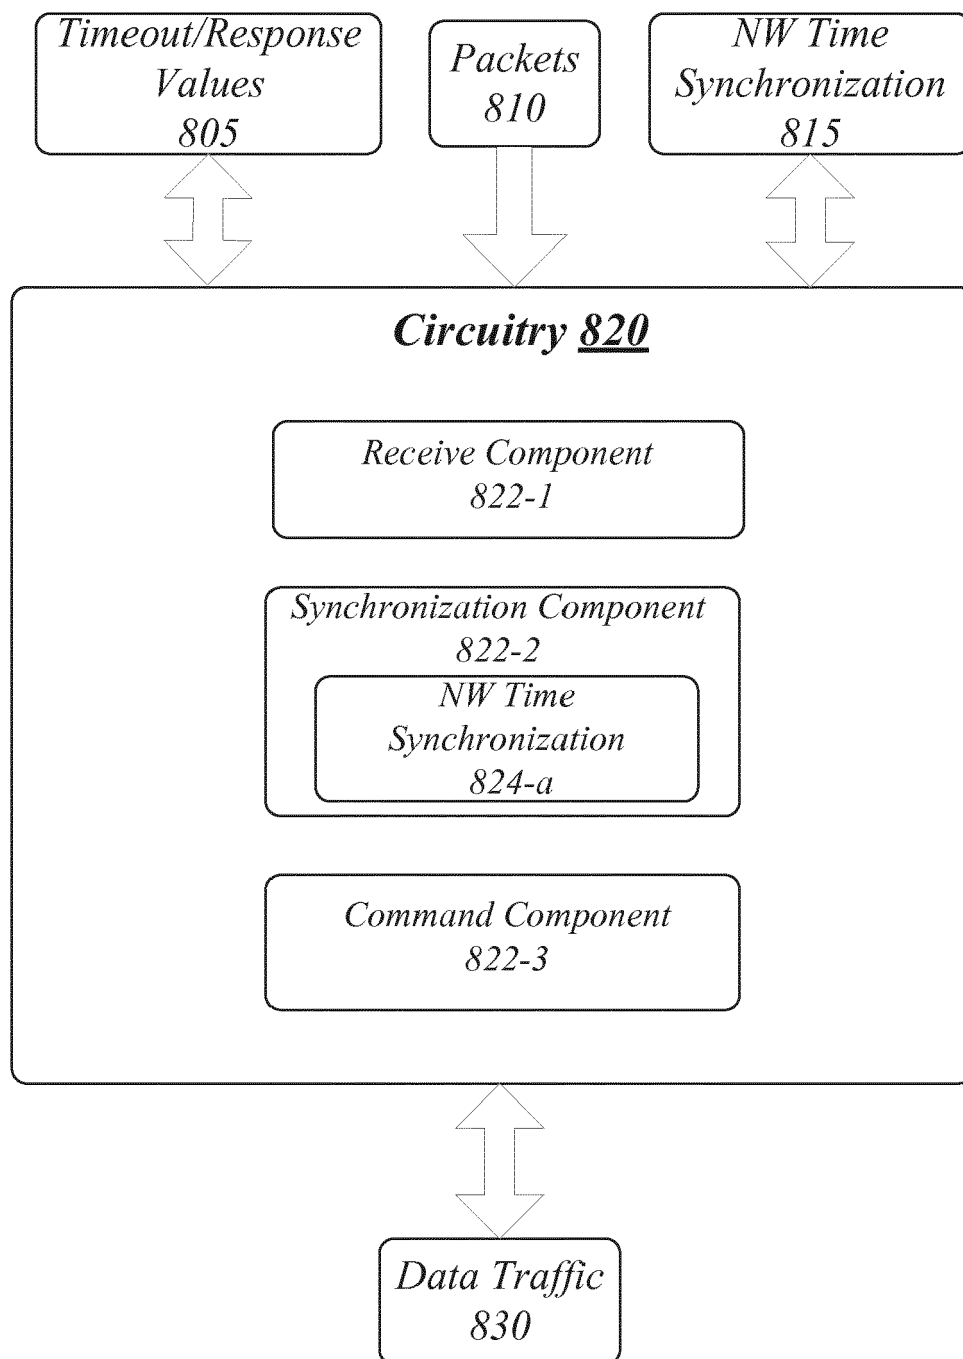 Timeout/Response
Values
805
Packets
810
NW Time
Synchronization
815
Circuitry 820
Receive Component
822-1
Synchronization Component
822-2
NW Time
Synchronization
824-a
Command Component
822-3
Data Traffic
830